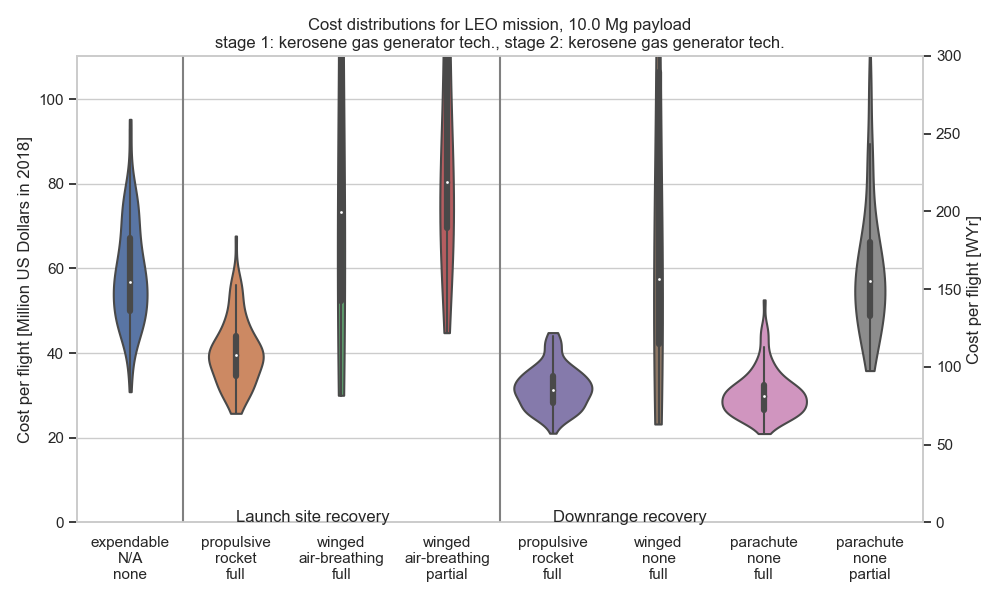 Cost distributions for LEO mission, 10.0 Mg payload
stage 1: kerosene gas generator tech., stage 2: kerosene gas generator tech.
Cost per flight [Million US Dollars in 2018]
100
80
60
40
20
0
300
250
200
150
100
50
0
Cost per flight [WYr]
Launch site recovery
Downrange recovery
expendable
N/A
none
propulsive
rocket
full
winged
air-breathing
full
winged
air-breathing
partial
propulsive
rocket
full
winged
none
full
parachute
none
full
parachute
none
partial